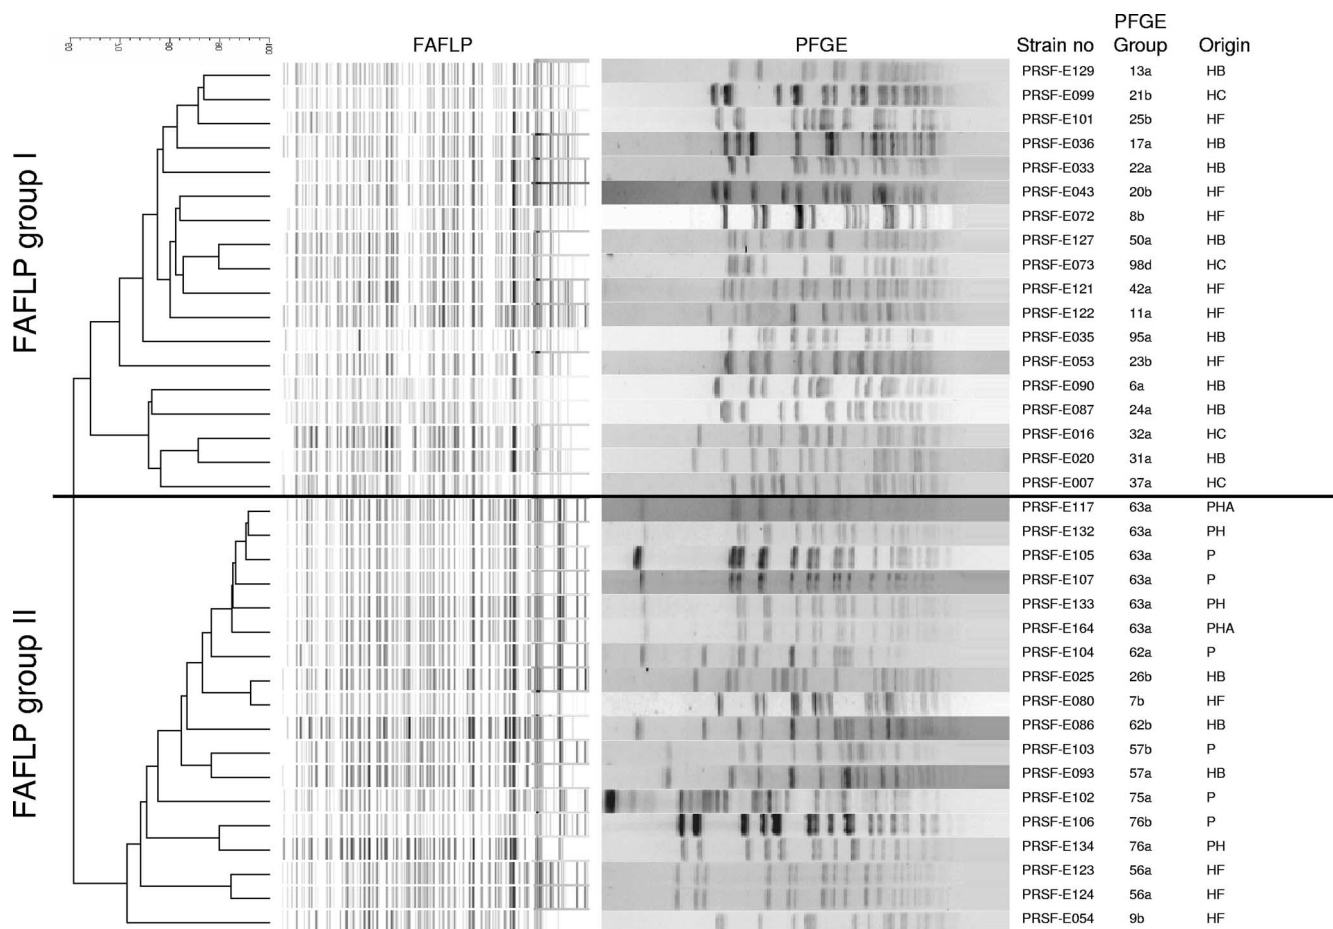 PFGE
FAFLP PFGE Strain no Group Origin
60 70 80 90 100
PRSF-E129 13a HB
PRSF-E099 21b HC
PRSF-E101 25b HF
PRSF-E036 17a HB
PRSF-E033 22a HB
PRSF-E043 20b HF
PRSF-E072 8b HF
PRSF-E127 50a HB
PRSF-E073 98d HC
PRSF-E121 42a HF
PRSF-E122 11a HF
PRSF-E035 95a HB
PRSF-E053 23b HF
PRSF-E090 6a HB
PRSF-E087 24a HB
PRSF-E016 32a HC
PRSF-E020 31a HB
PRSF-E007 37a HC
FAFLP group I
PRSF-E117 63a PHA
PRSF-E132 63a PH
PRSF-E105 63a P
PRSF-E107 63a P
PRSF-E133 63a PH
PRSF-E164 63a PHA
PRSF-E104 62a P
PRSF-E025 26b HB
PRSF-E080 7b HF
PRSF-E086 62b HB
PRSF-E103 57b P
PRSF-E093 57a HB
PRSF-E102 75a P
PRSF-E106 76b P
PRSF-E134 76a PH
PRSF-E123 56a HF
PRSF-E124 56a HF
PRSF-E054 9b HF
FAFLP group II